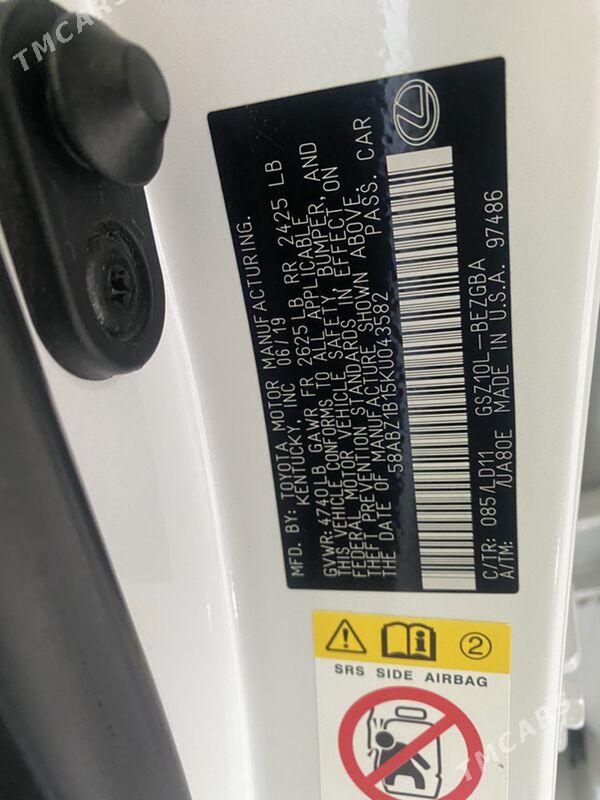 TMCARS
MFD. BY: TOYOTA MOTOR MANUFACTURING.
KENTUCKY, INC 06/19
GVWR: 4740LB GAWR FR 2625LB RR 2425 LB
THIS VEHICLE CONFORMS TO ALL APPLICABLE
FEDERAL MOTOR VEHICLE SAFETY, BUMPER, AND
THEFT PREVENTION STANDARDS IN EFFECT ON
THE DATE OF MANUFACTURE SHOWN ABOVE.
58ABZ1B15KU043582 PASS. CAR
C/TR: 085/LD11 GSZ10L-BEZGBA
A/TM: /UA80E MADE IN U.S.A. 97486
2
SRS SIDE AIRBAG
TMCARS